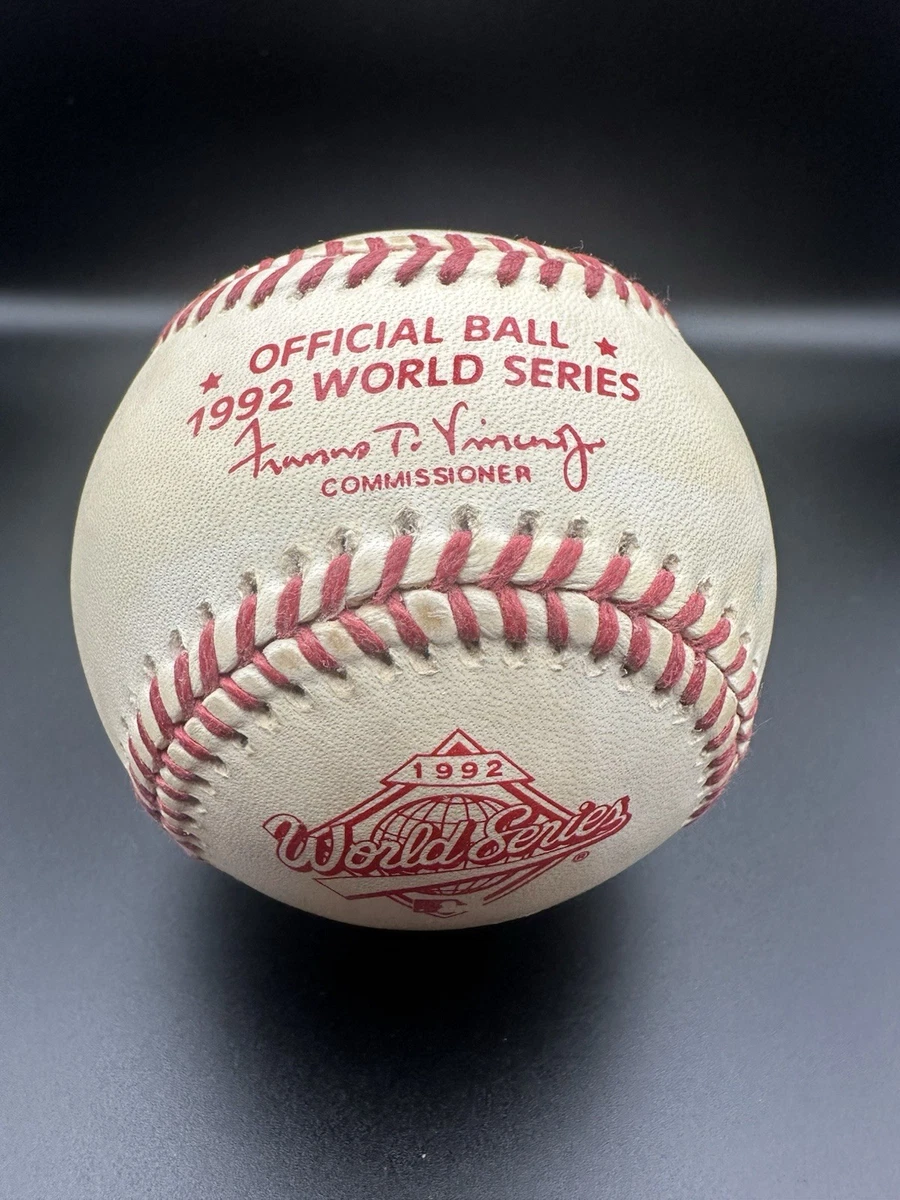 ★ OFFICIAL BALL ★
1992 WORLD SERIES
Francis T. Vincent Jr
COMMISSIONER
1992
World Series ®